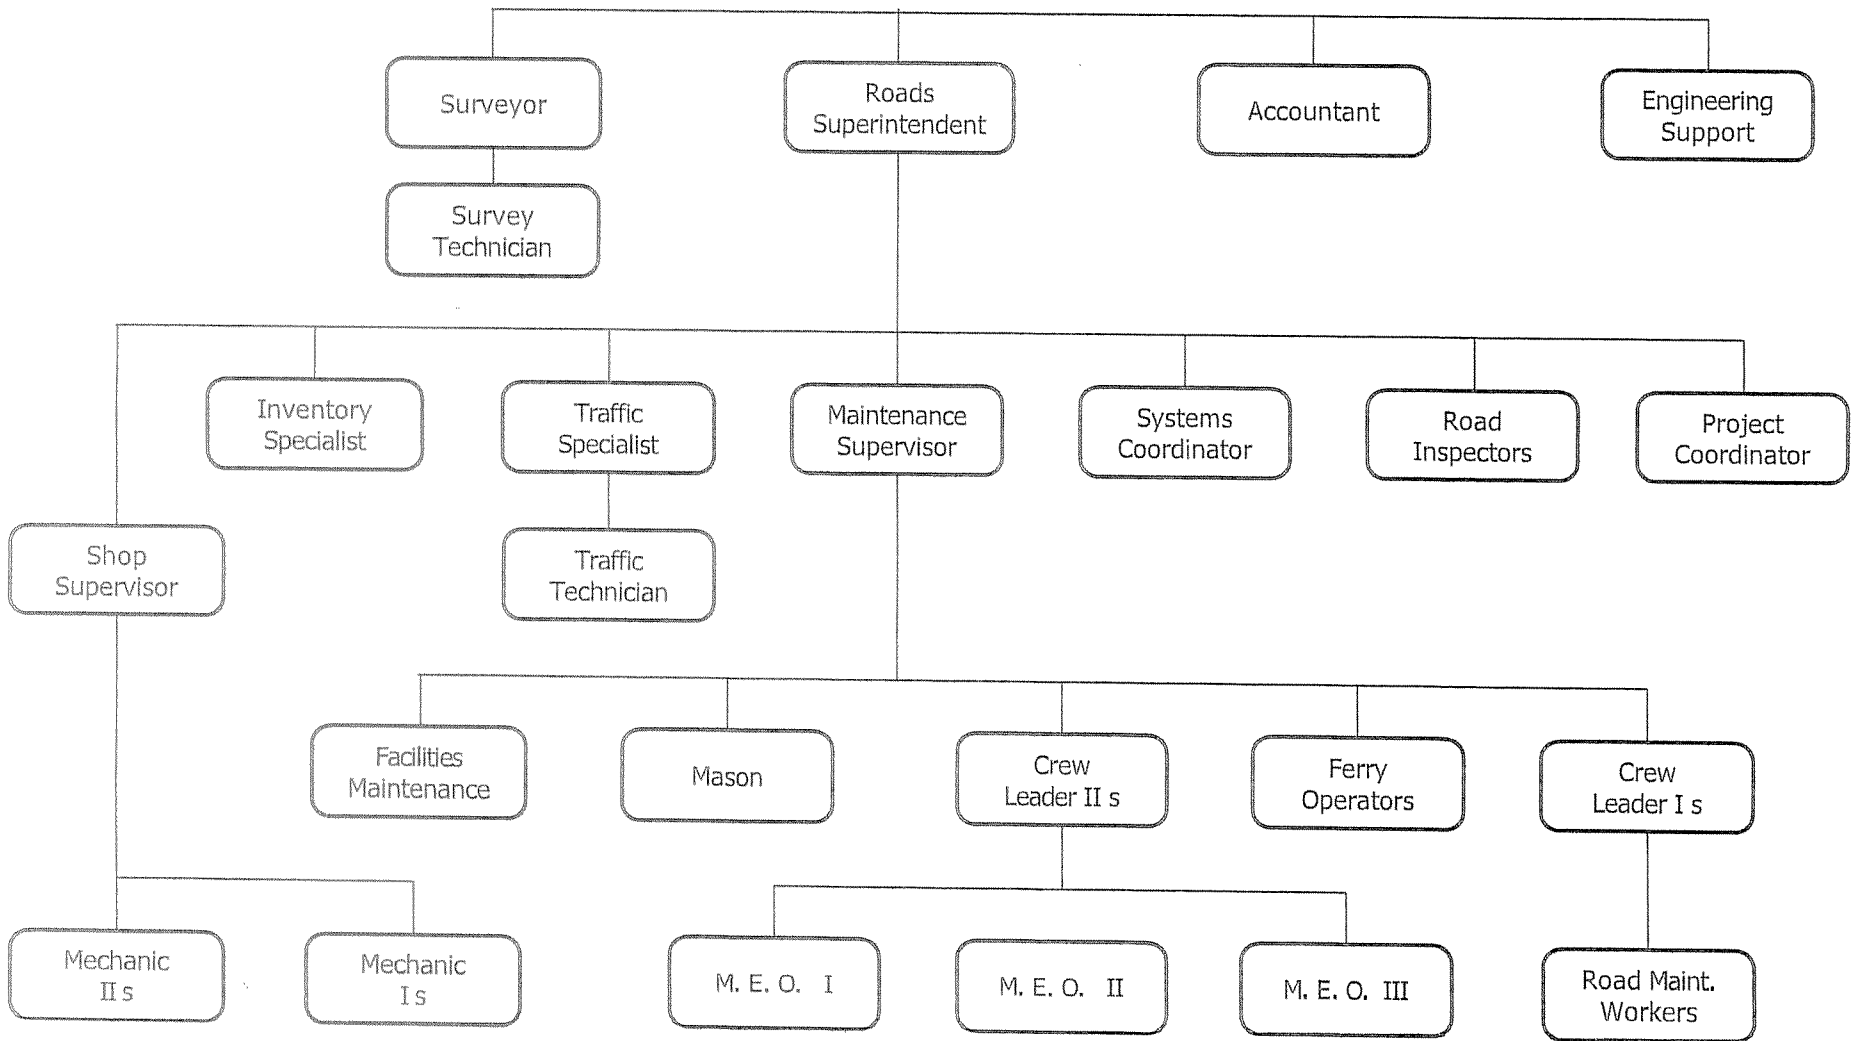 Surveyor
Roads
Superintendent
Accountant
Engineering
Support
Survey
Technician
Inventory
Specialist
Traffic
Specialist
Maintenance
Supervisor
Systems
Coordinator
Road
Inspectors
Project
Coordinator
Shop
Supervisor
Traffic
Technician
Facilities
Maintenance
Mason
Crew
Leader II s
Ferry
Operators
Crew
Leader I s
Mechanic
II s
Mechanic
I s
M. E. O. I
M. E. O. II
M. E. O. III
Road Maint.
Workers